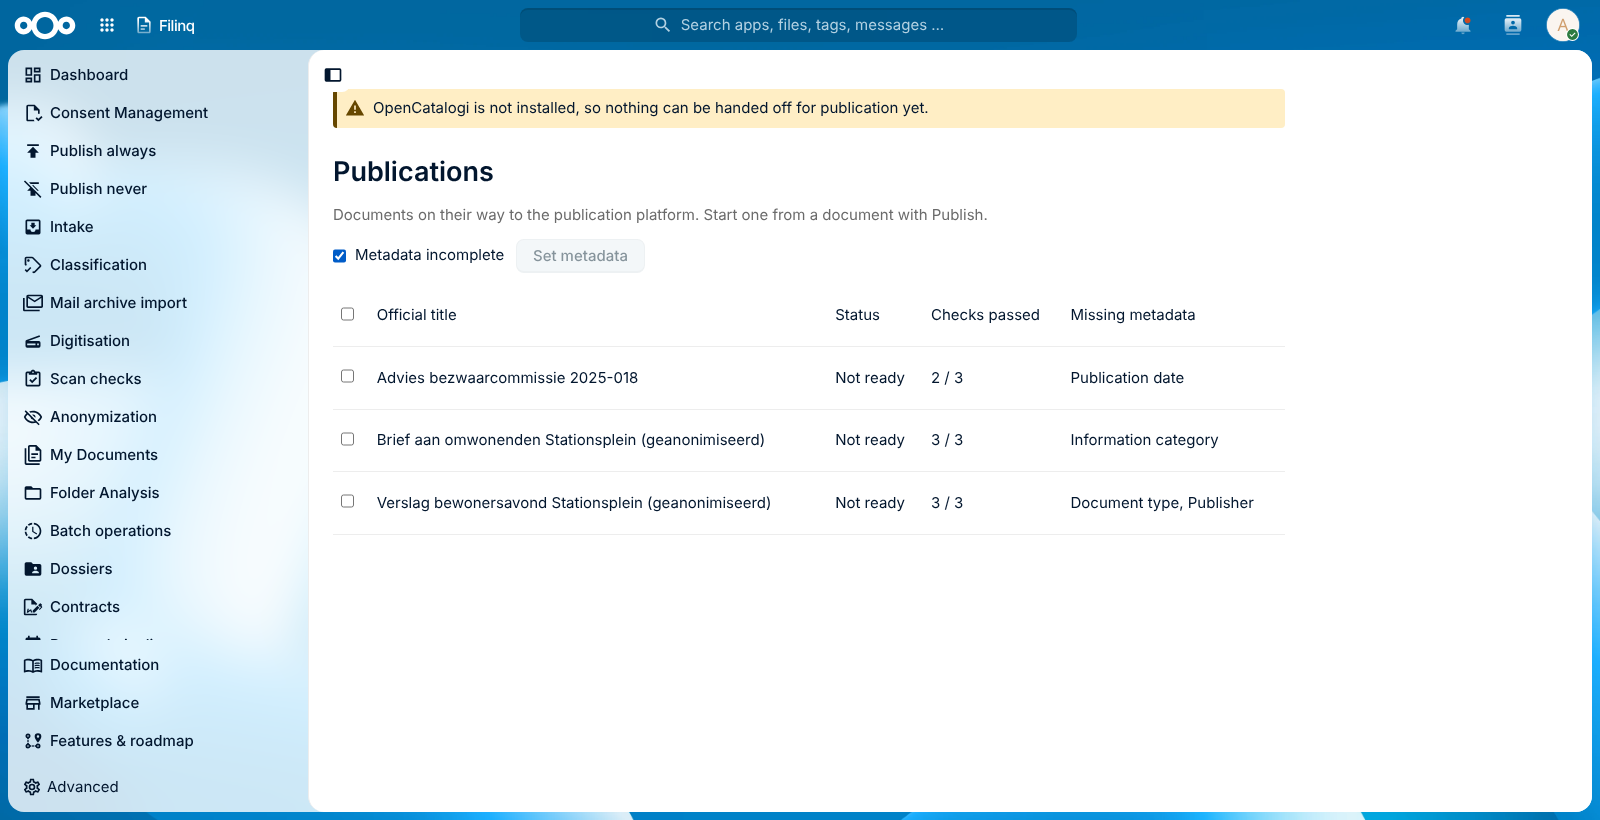 Filinq
Search apps, files, tags, messages ...
A
Dashboard
Consent Management
Publish always
Publish never
Intake
Classification
Mail archive import
Digitisation
Scan checks
Anonymization
My Documents
Folder Analysis
Batch operations
Dossiers
Contracts
Documentation
Marketplace
Features & roadmap
Advanced
OpenCatalogi is not installed, so nothing can be handed off for publication yet.
Publications
Documents on their way to the publication platform. Start one from a document with Publish.
Metadata incomplete Set metadata
Official title Status Checks passed Missing metadata
Advies bezwaarcommissie 2025-018 Not ready 2 / 3 Publication date
Brief aan omwonenden Stationsplein (geanonimiseerd) Not ready 3 / 3 Information category
Verslag bewonersavond Stationsplein (geanonimiseerd) Not ready 3 / 3 Document type, Publisher